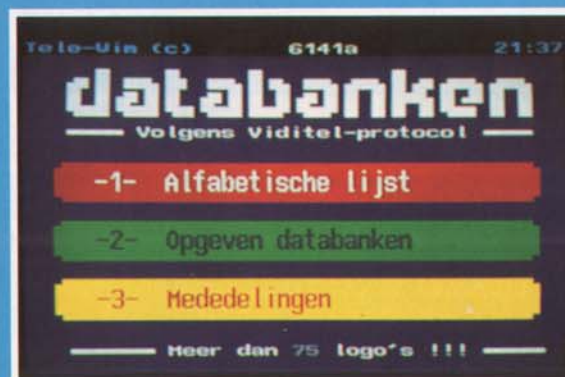 Tele-Vim (c) 6141a 21:37
databanken
Volgens Viditel-protocol
-1- Alfabetische lijst
-2- Opgeven databanken
-3- Mededelingen
Meer dan 75 logo's !!!